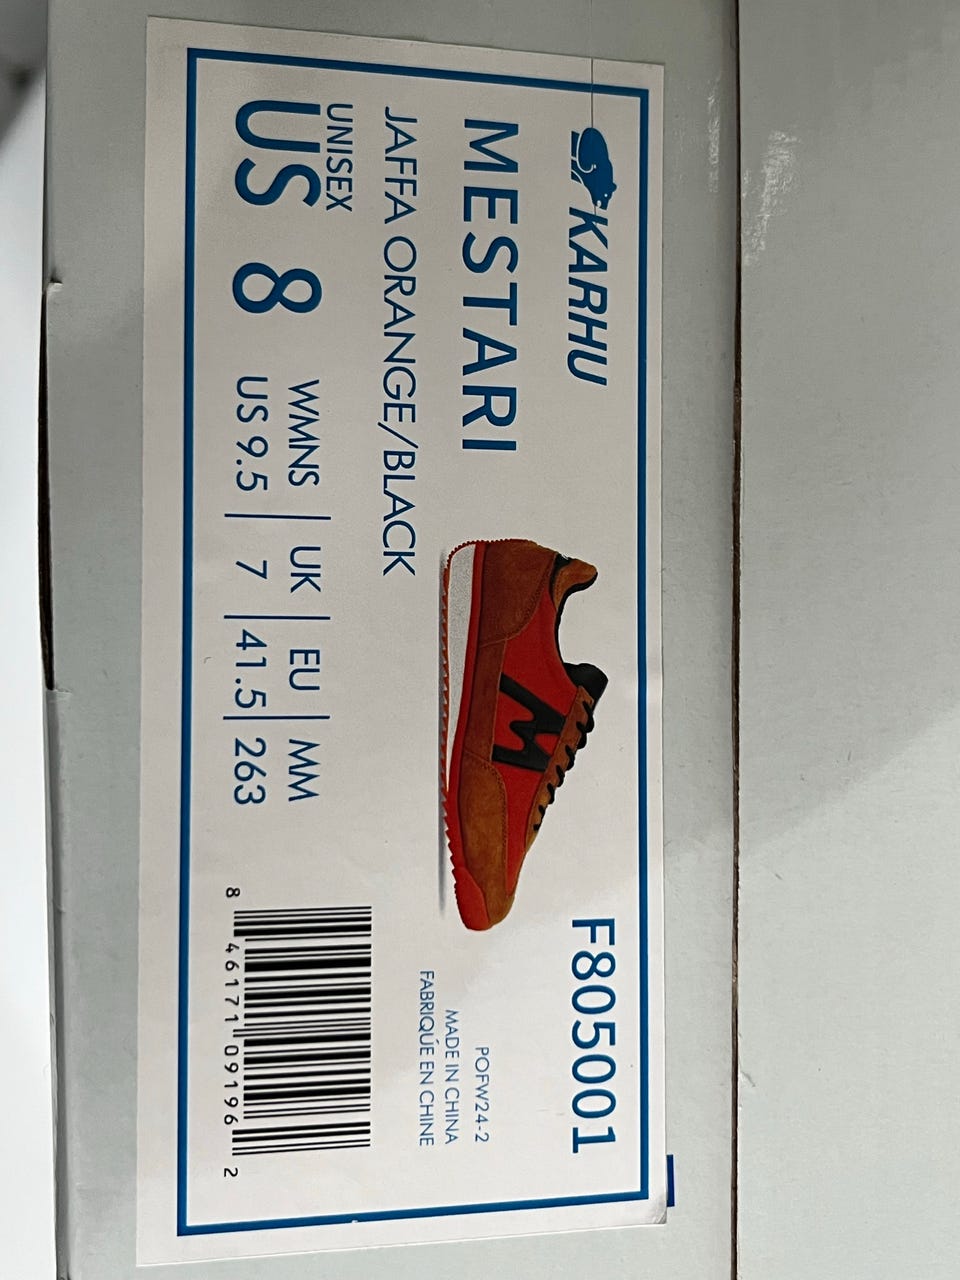 KARHU
F805001
MESTARI
JAFFA ORANGE/BLACK
POFW24-2
MADE IN CHINA
FABRIQUÉ EN CHINE
UNISEX
US 8
WMNS | UK | EU | MM
US 9.5 | 7 | 41.5 | 263
8 46171 09196 2